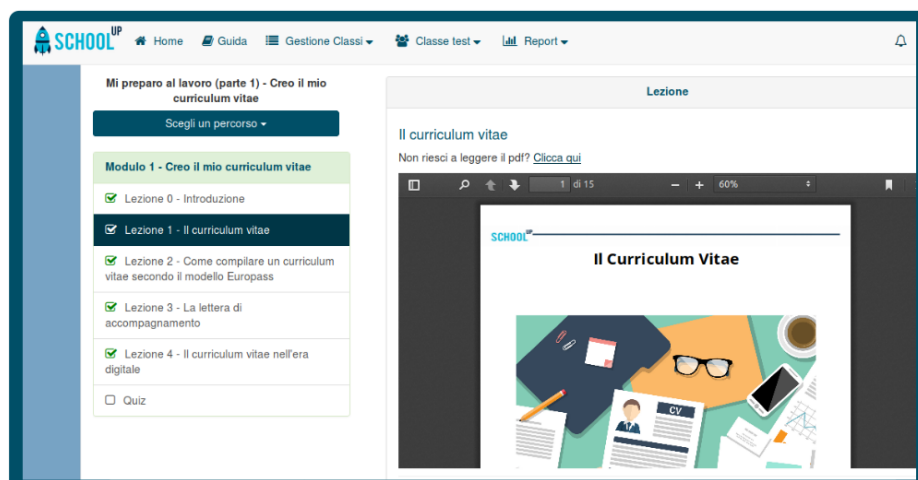 SCHOOL UP
Home
Guida
Gestione Classi
Classe test
Report
Mi preparo al lavoro (parte 1) - Creo il mio
curriculum vitae
Scegli un percorso
Modulo 1 - Creo il mio curriculum vitae
Lezione 0 - Introduzione
Lezione 1 - Il curriculum vitae
Lezione 2 - Come compilare un curriculum
vitae secondo il modello Europass
Lezione 3 - La lettera di
accompagnamento
Lezione 4 - Il curriculum vitae nell'era
digitale
Quiz
Lezione
Il curriculum vitae
Non riesci a leggere il pdf? Clicca qui
1 di 15
60%
SCHOOL UP
Il Curriculum Vitae
CV